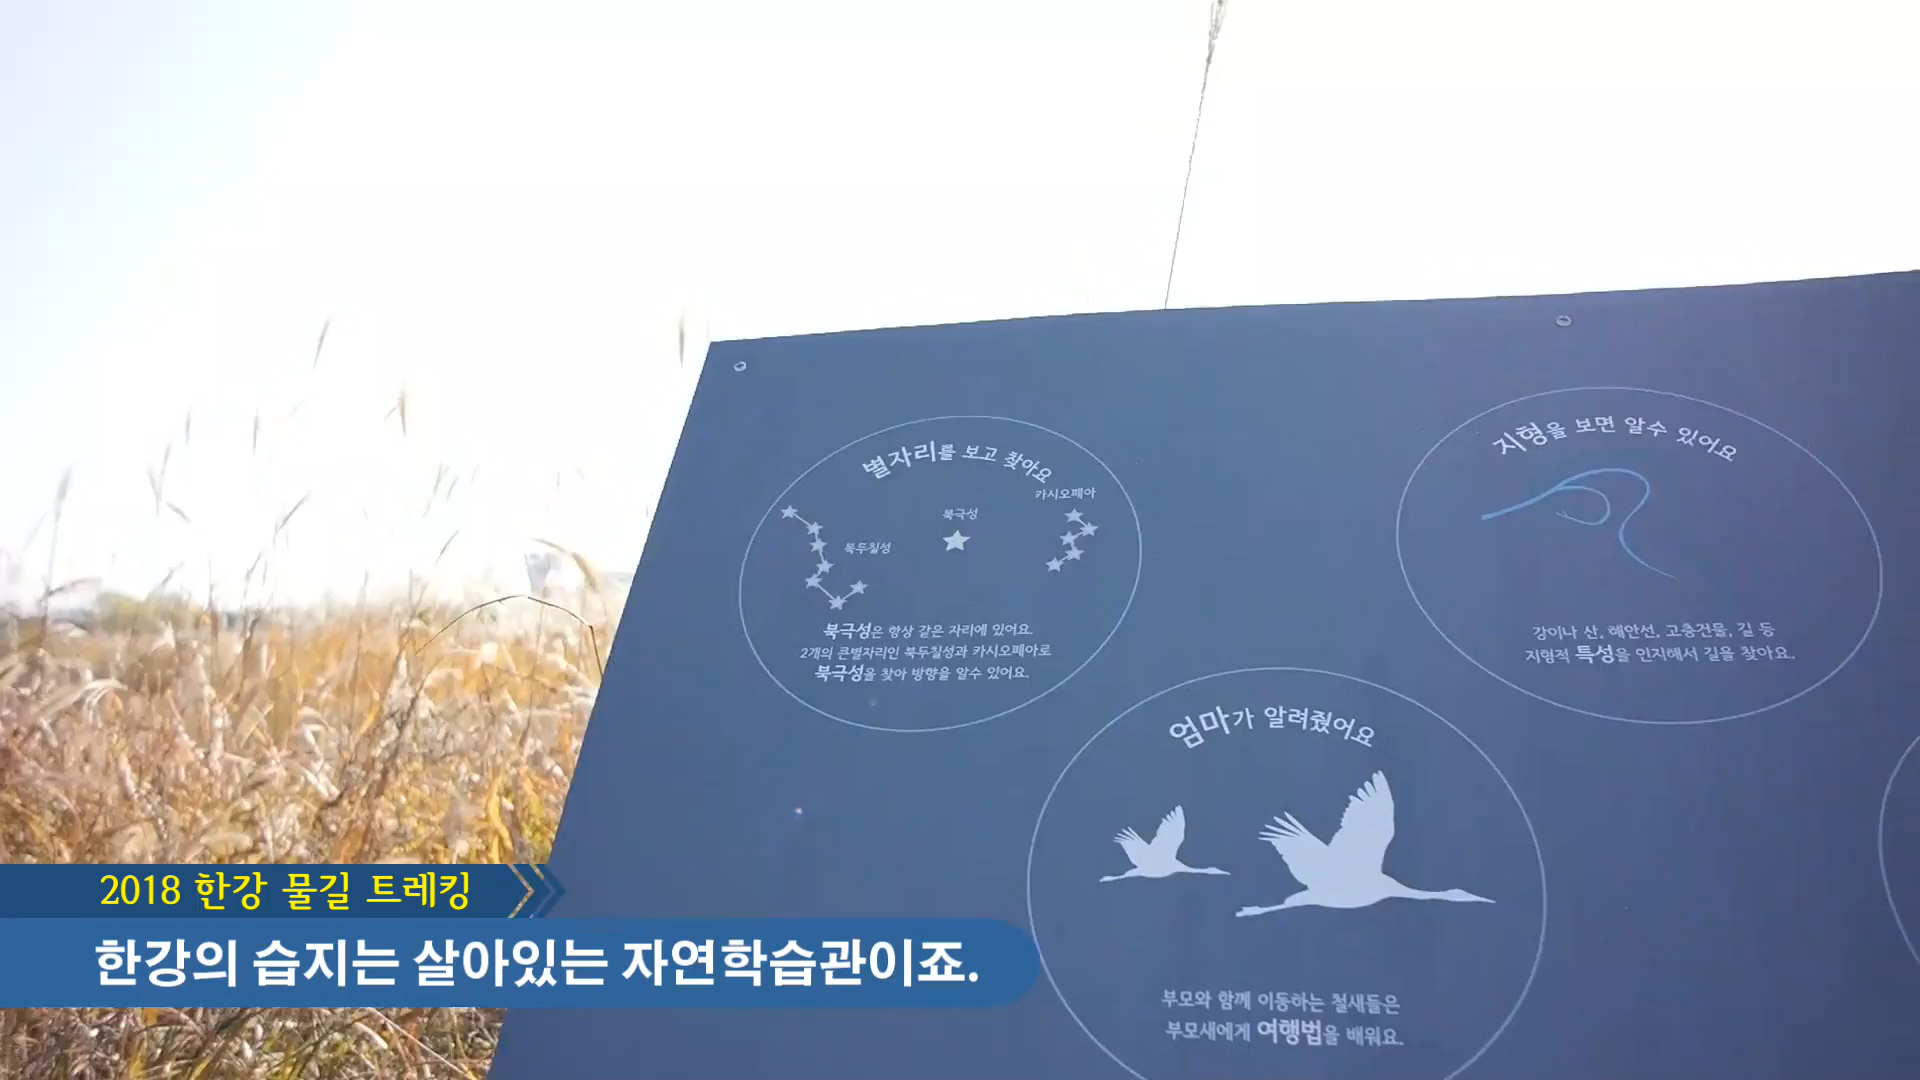 별자리를 보고 찾아요
카시오페아
북극성
북두칠성
북극성은 항상 같은 자리에 있어요.
2개의 큰별자리인 북두칠성과 카시오페아로
북극성을 찾아 방향을 알수 있어요.
지형을 보면 알수 있어요
강이나 산, 해안선, 고층건물, 길 등
지형적 특성을 인지해서 길을 찾아요.
엄마가 알려줬어요
부모와 함께 이동하는 철새들은
부모새에게 여행법을 배워요.
2018 한강 물길 트레킹
한강의 습지는 살아있는 자연학습관이죠.